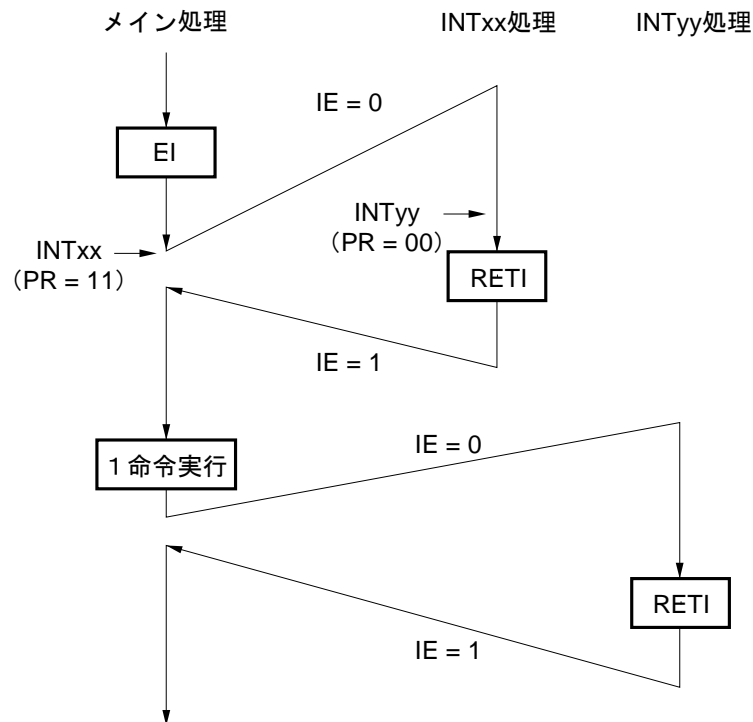 メイン処理
INTxx処理
INTyy処理
IE = 0
EI
INTyy
(PR = 00)
INTxx
(PR = 11)
RETI
IE = 1
IE = 0
1命令実行
RETI
IE = 1